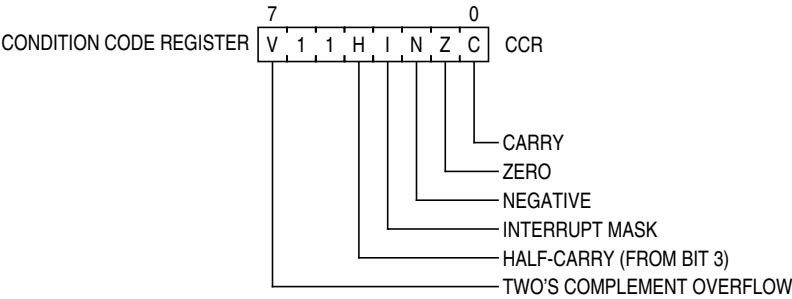 7 0
CONDITION CODE REGISTER V 1 1 H I N Z C CCR
CARRY
ZERO
NEGATIVE
INTERRUPT MASK
HALF-CARRY (FROM BIT 3)
TWO'S COMPLEMENT OVERFLOW